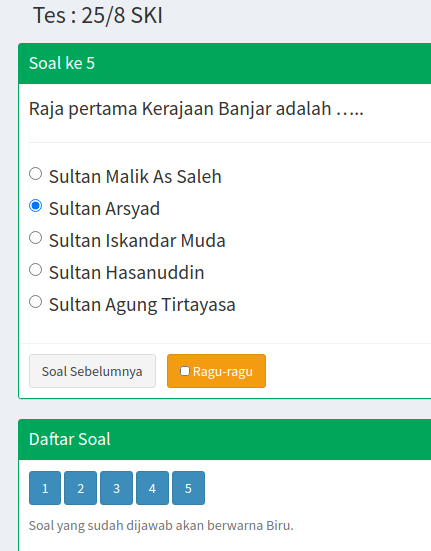 Tes : 25/8 SKI
Soal ke 5
Raja pertama Kerajaan Banjar adalah …..
Sultan Malik As Saleh
Sultan Arsyad
Sultan Iskandar Muda
Sultan Hasanuddin
Sultan Agung Tirtayasa
Soal Sebelumnya Ragu-ragu
Daftar Soal
1 2 3 4 5
Soal yang sudah dijawab akan berwarna Biru.